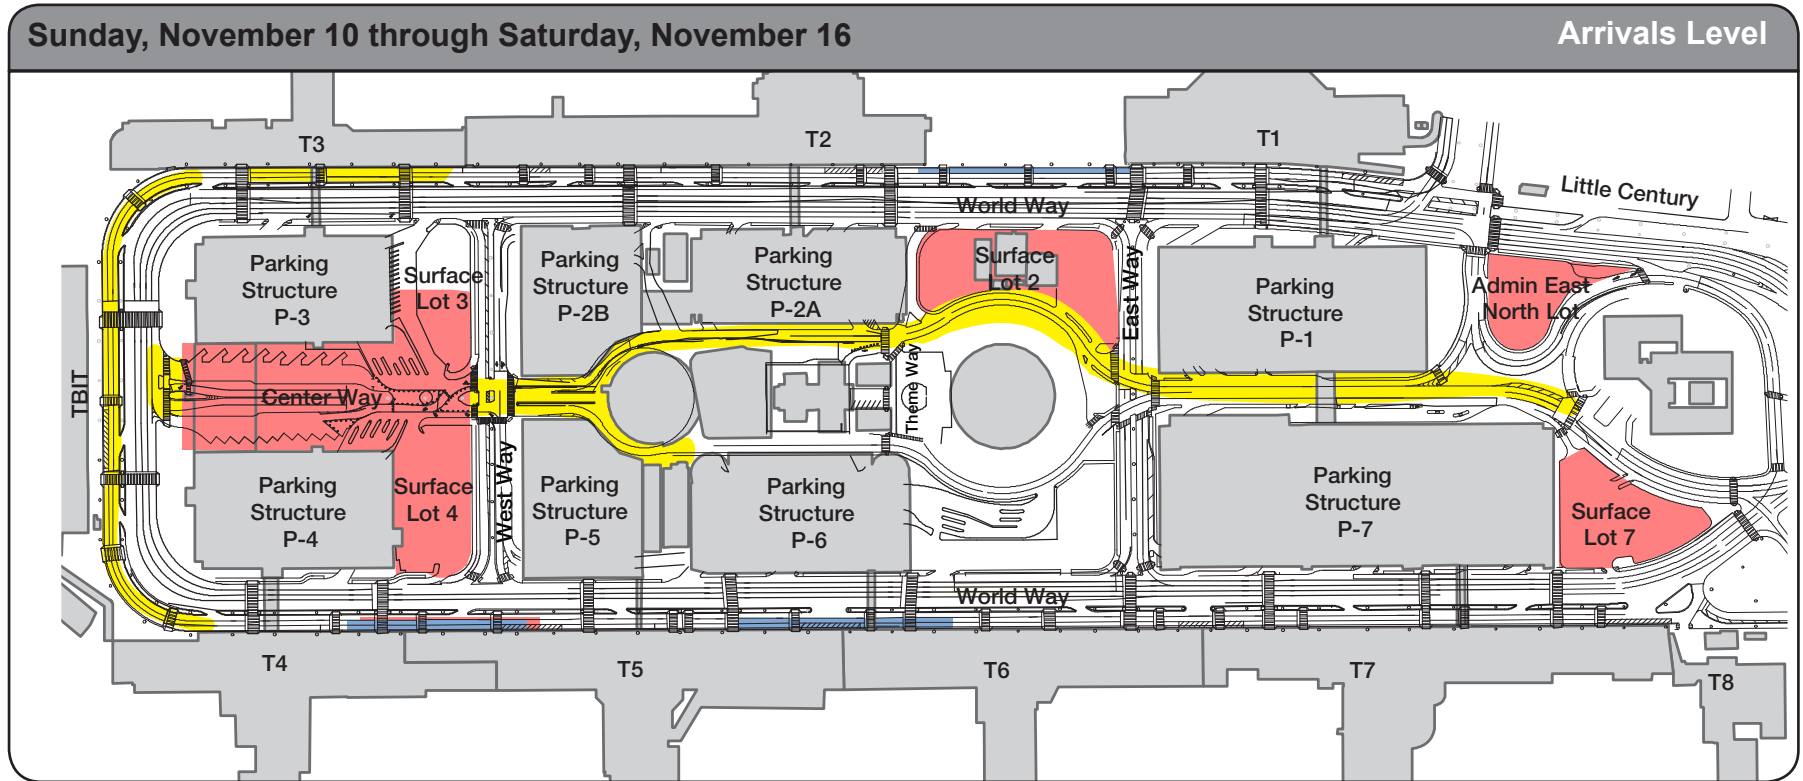 Sunday, November 10 through Saturday, November 16
Arrivals Level
T3
T2
T1
Little Century
World Way
Parking
Structure
P-3
Surface
Lot 3
Parking
Structure
P-2B
Parking
Structure
P-2A
Surface
Lot 2
East Way
Parking
Structure
P-1
Admin East
North Lot
TBIT
Center Way
Theme Way
Parking
Structure
P-4
Surface
Lot 4
West Way
Parking
Structure
P-5
Parking
Structure
P-6
Parking
Structure
P-7
Surface
Lot 7
World Way
T4
T5
T6
T7
T8